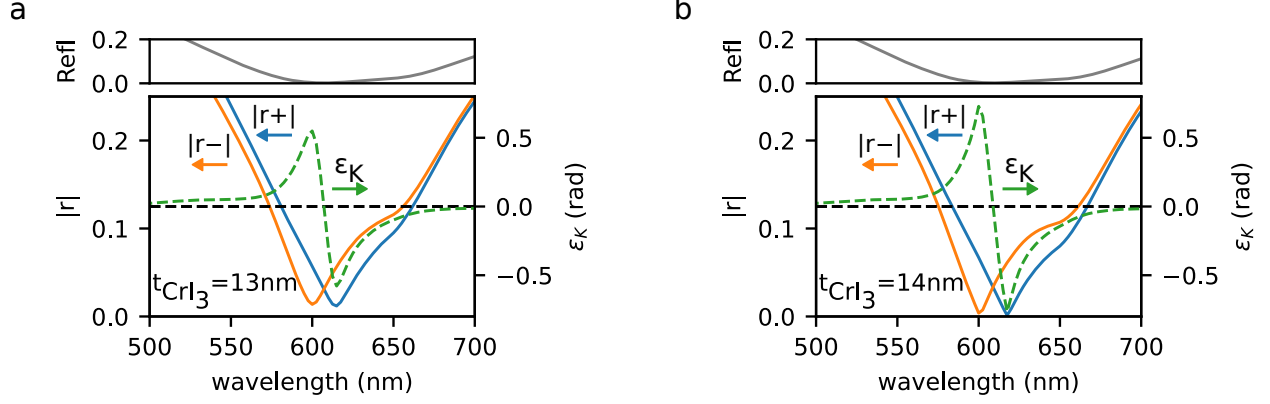 a
Refl
0.2
0.0
|r|
0.2
0.1
0.0
|r+|
|r−|
εK
tCrI3=13nm
0.5
0.0
−0.5
εK (rad)
500 550 600 650 700
wavelength (nm)
b
Refl
0.2
0.0
|r|
0.2
0.1
0.0
|r+|
|r−|
εK
tCrI3=14nm
0.5
0.0
−0.5
εK (rad)
500 550 600 650 700
wavelength (nm)